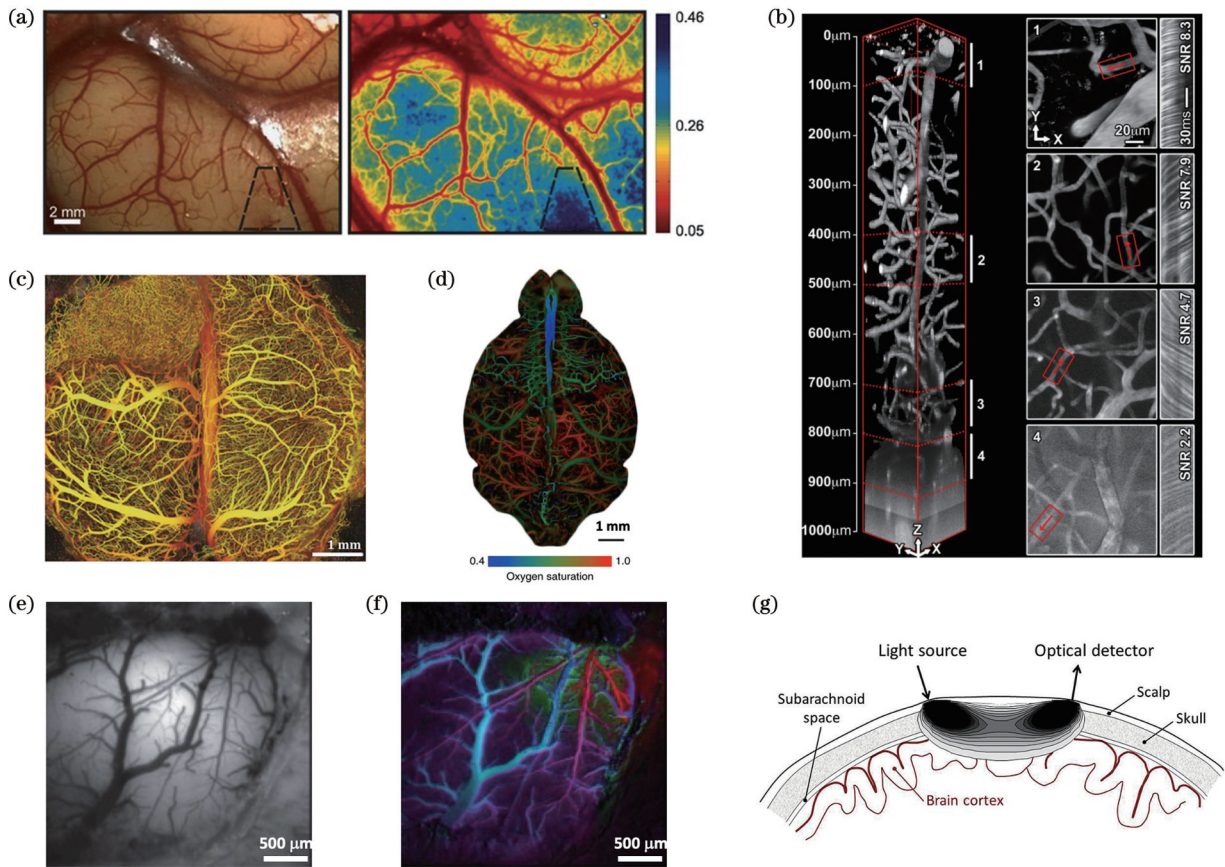 (a)
2 mm
0.46
0.26
0.05
(b)
0μm
100μm
200μm
300μm
400μm
500μm
600μm
700μm
800μm
900μm
1000μm
1
2
3
4
Z
Y
X
1
Y
X
20μm
SNR 8.3
30ms
2
SNR 7.9
3
SNR 4.7
4
SNR 2.2
(c)
1 mm
(d)
1 mm
0.4
1.0
Oxygen saturation
(e)
500 μm
(f)
500 μm
(g)
Light source
Optical detector
Subarachnoid
space
Scalp
Skull
Brain cortex